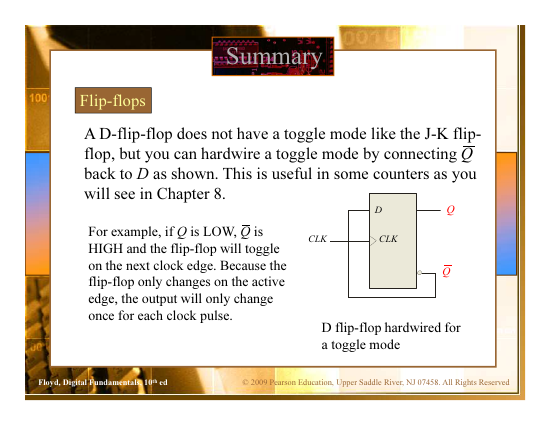 1001
Summary
Flip-flops
A D-flip-flop does not have a toggle mode like the J-K flip-
flop, but you can hardwire a toggle mode by connecting Q̅
back to D as shown. This is useful in some counters as you
will see in Chapter 8.
For example, if Q is LOW, Q̅ is
HIGH and the flip-flop will toggle
on the next clock edge. Because the
flip-flop only changes on the active
edge, the output will only change
once for each clock pulse.
D
Q
CLK
CLK
Q̅
D flip-flop hardwired for
a toggle mode
Floyd, Digital Fundamentals, 10th ed
© 2009 Pearson Education, Upper Saddle River, NJ 07458. All Rights Reserved